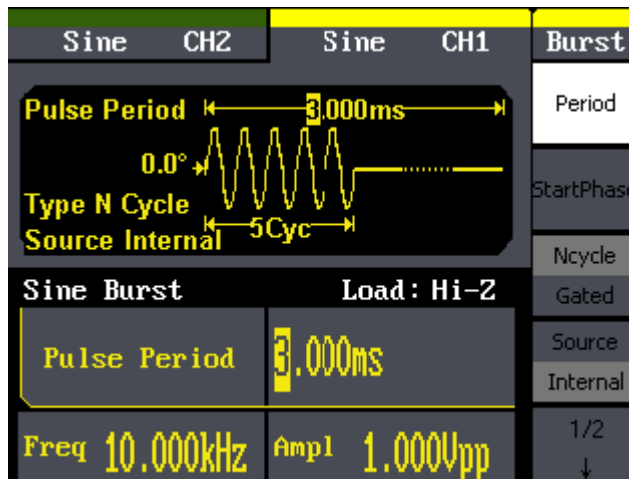 Sine CH2 Sine CH1 Burst
Pulse Period 3.000ms
0.0°
Type N Cycle
5Cyc
Source Internal
Sine Burst Load: Hi-Z
Pulse Period 3.000ms
Freq 10.000kHz Ampl 1.000Vpp
Period
StartPhas
Ncycle
Gated
Source
Internal
1/2